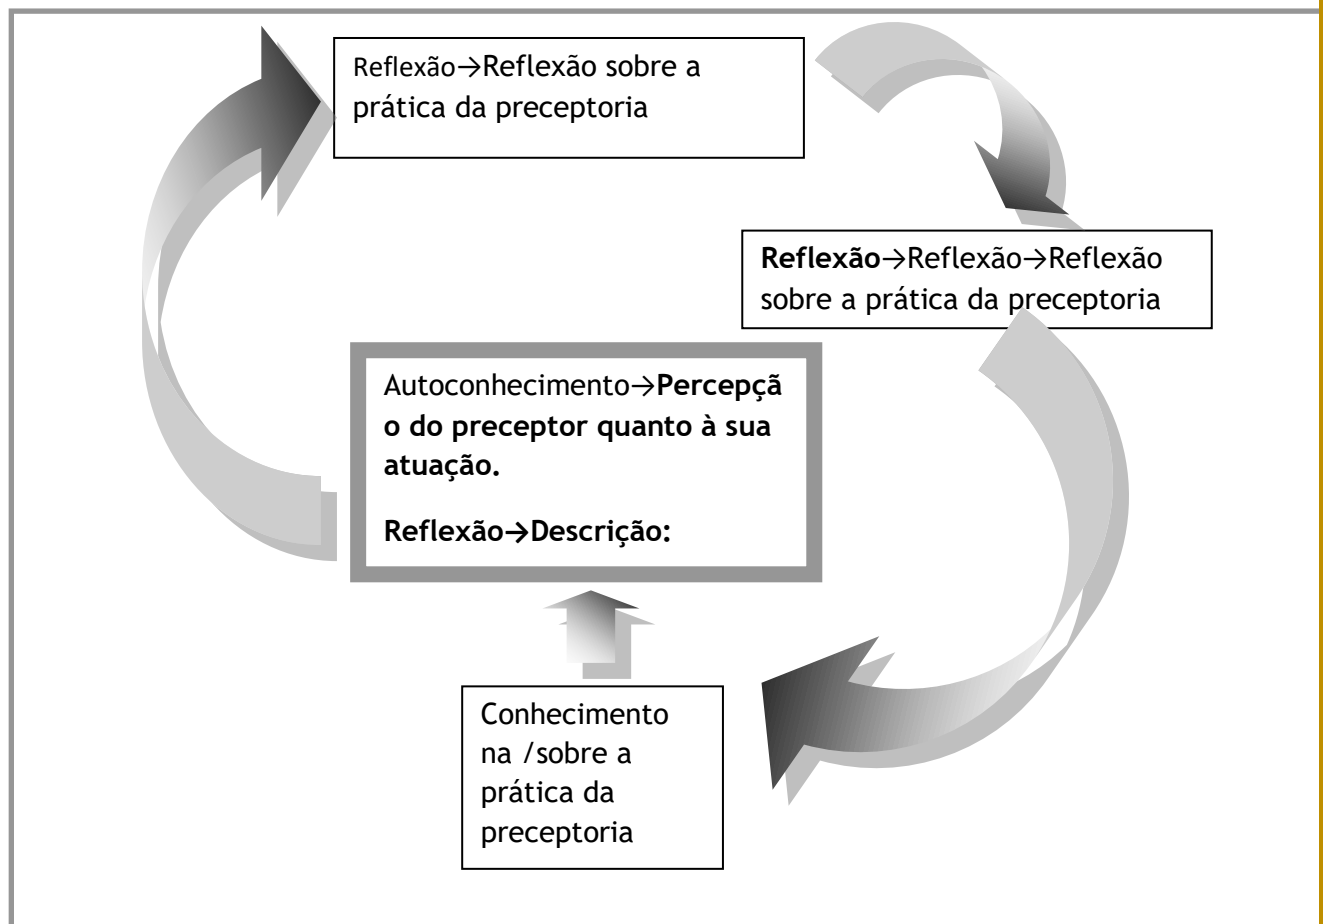 Reflexão→Reflexão sobre a
prática da preceptoria
Reflexão→Reflexão→Reflexão
sobre a prática da preceptoria
Autoconhecimento→Percepçã
o do preceptor quanto à sua
atuação.
Reflexão→Descrição:
Conhecimento
na /sobre a
prática da
preceptoria